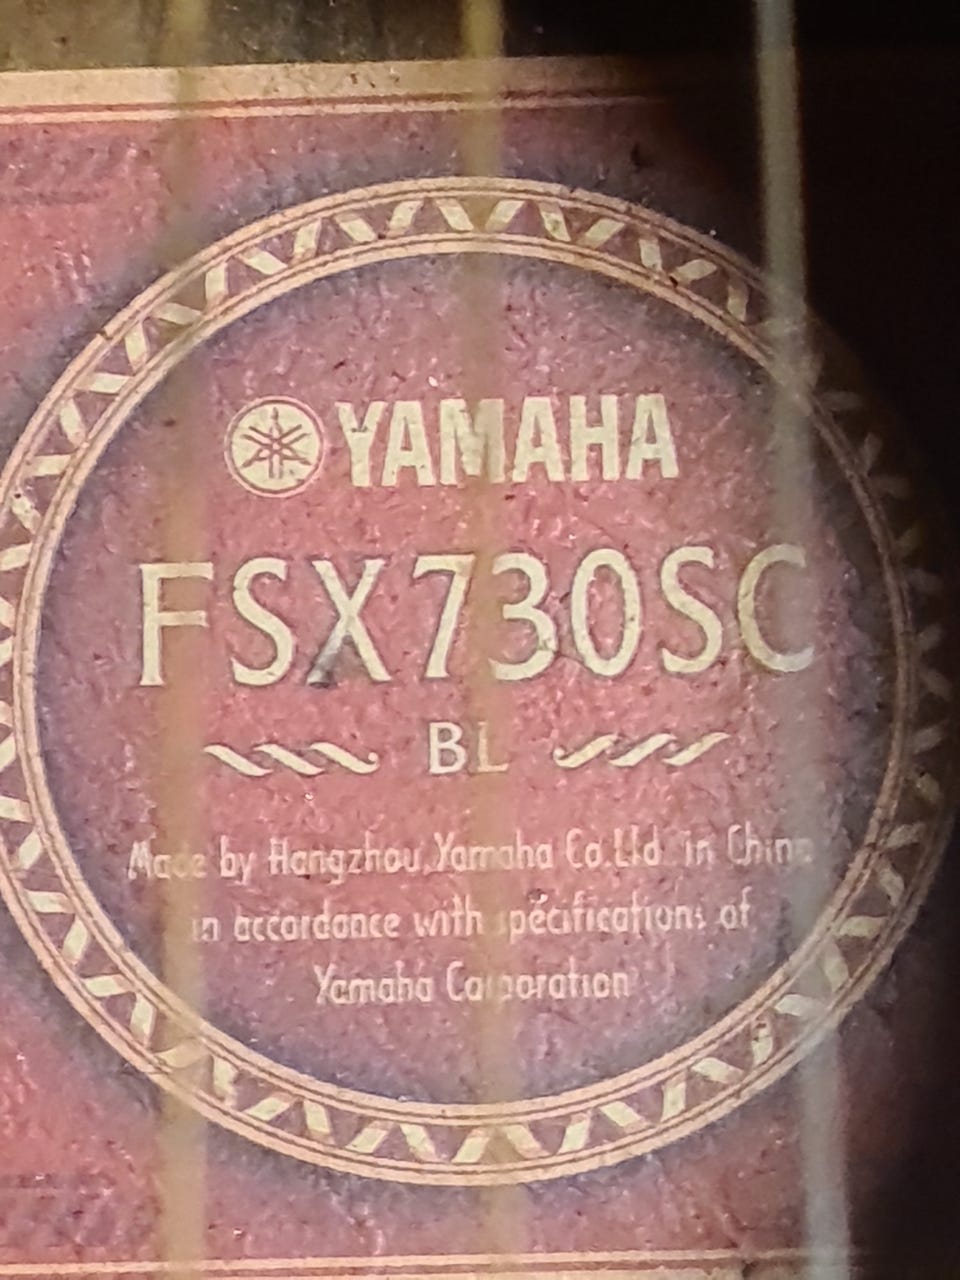 YAMAHA
FSX730SC
BL
Made by Hangzhou Yamaha Co.Ltd. in China
in accordance with specifications of
Yamaha Corporation